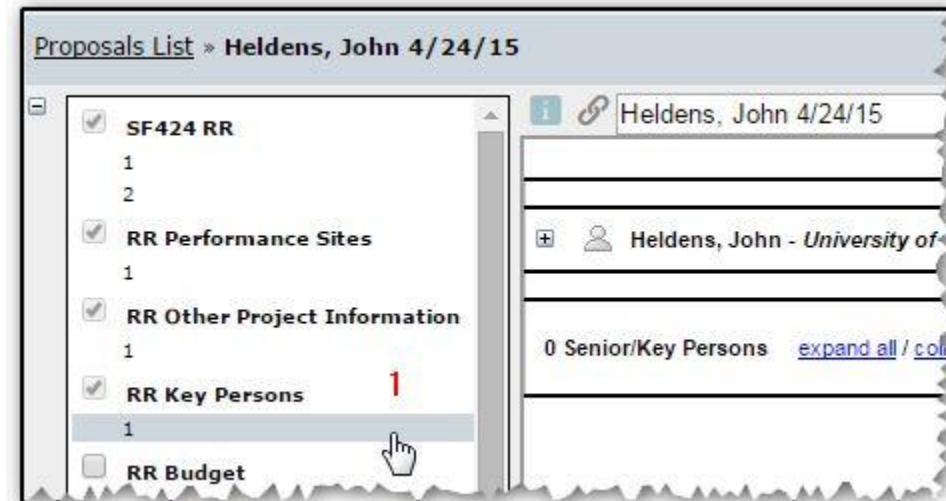 Proposals List » Heldens, John 4/24/15
SF424 RR
1
2
RR Performance Sites
1
RR Other Project Information
1
RR Key Persons
1
1
RR Budget
Heldens, John 4/24/15
Heldens, John - University of
0 Senior/Key Persons expand all /